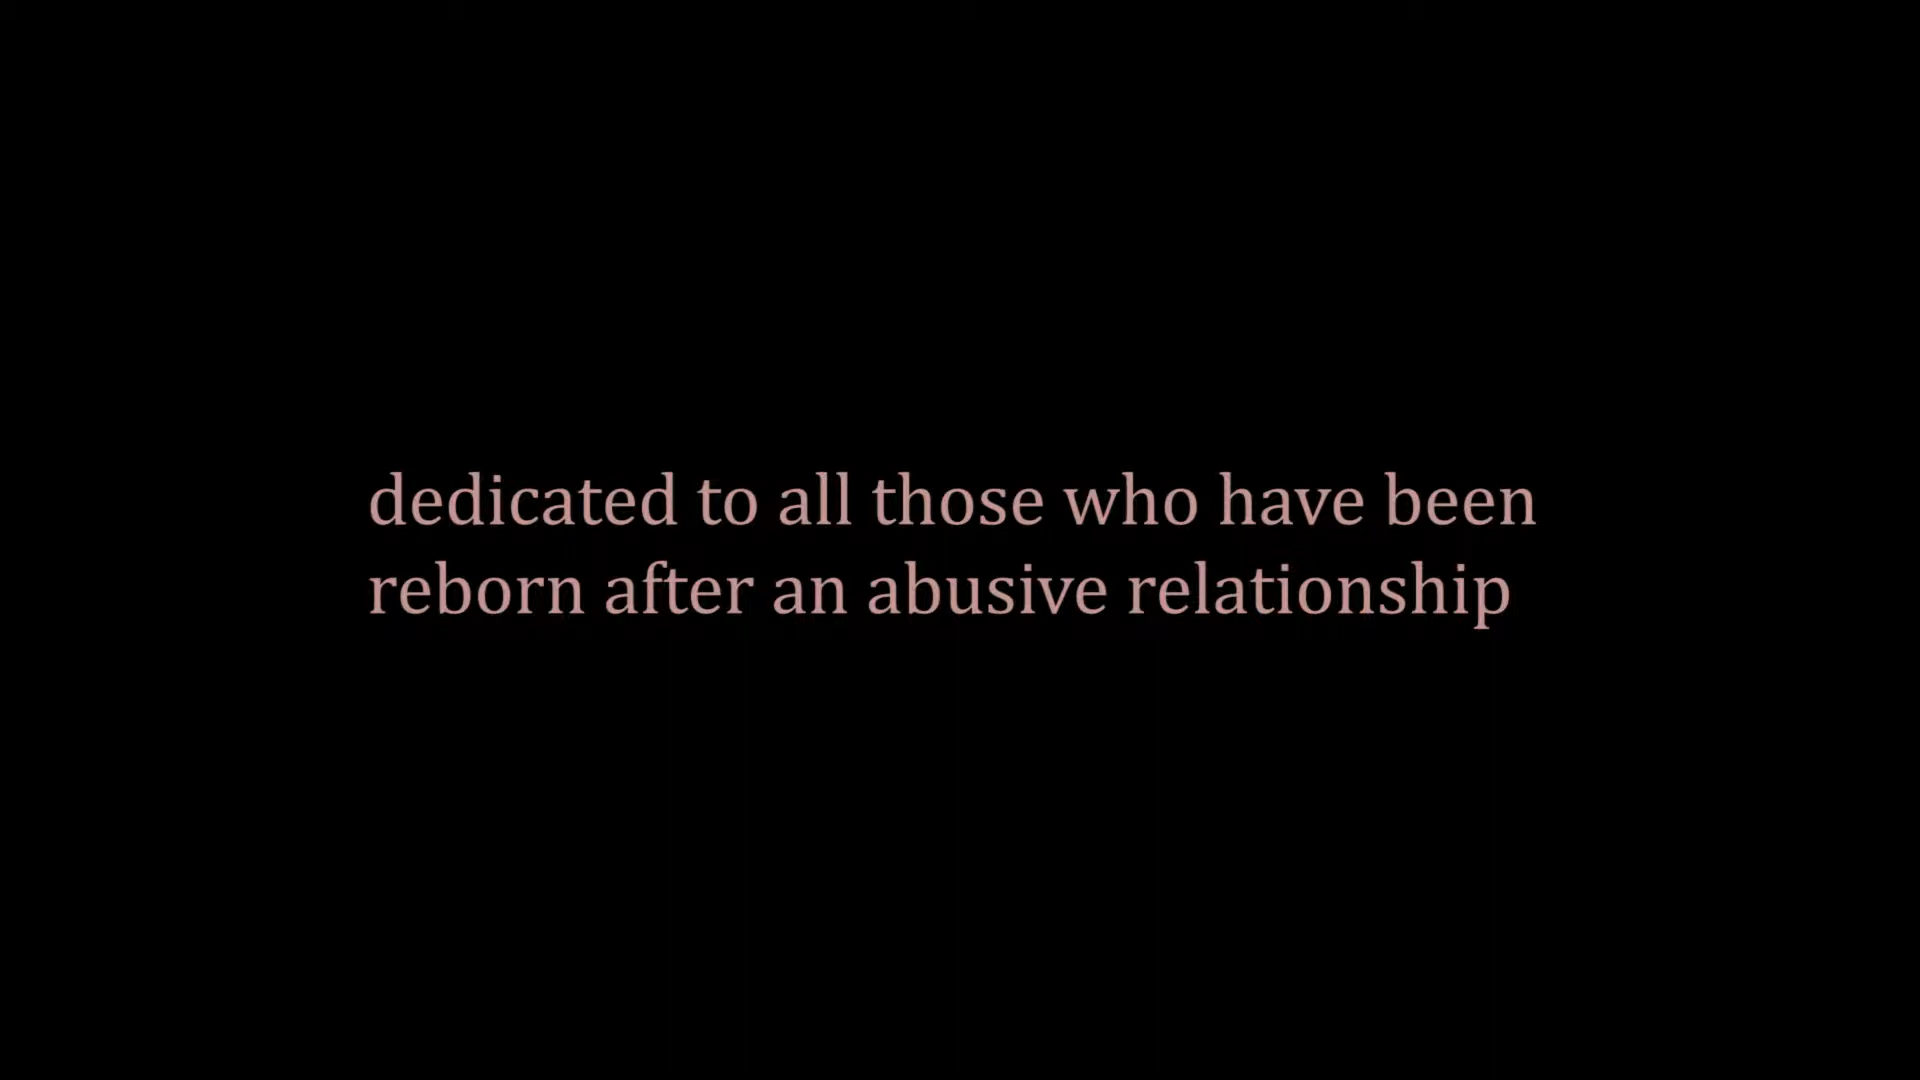 dedicated to all those who have been
reborn after an abusive relationship